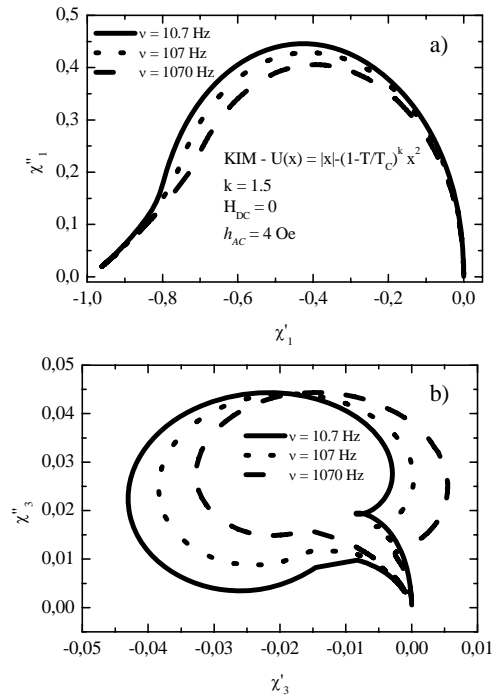 a)
0,5
ν = 10.7 Hz
ν = 107 Hz
ν = 1070 Hz
0,4
0,3
0,2
0,1
0,0
χ''₁
KIM - U(x) = |x|-(1-T/T_C)^k x²
k = 1.5
H_DC = 0
h_AC = 4 Oe
-1,0 -0,8 -0,6 -0,4 -0,2 0,0
χ'₁
b)
0,05
0,04
0,03
0,02
0,01
0,00
χ''₃
ν = 10.7 Hz
ν = 107 Hz
ν = 1070 Hz
-0,05 -0,04 -0,03 -0,02 -0,01 0,00 0,01
χ'₃